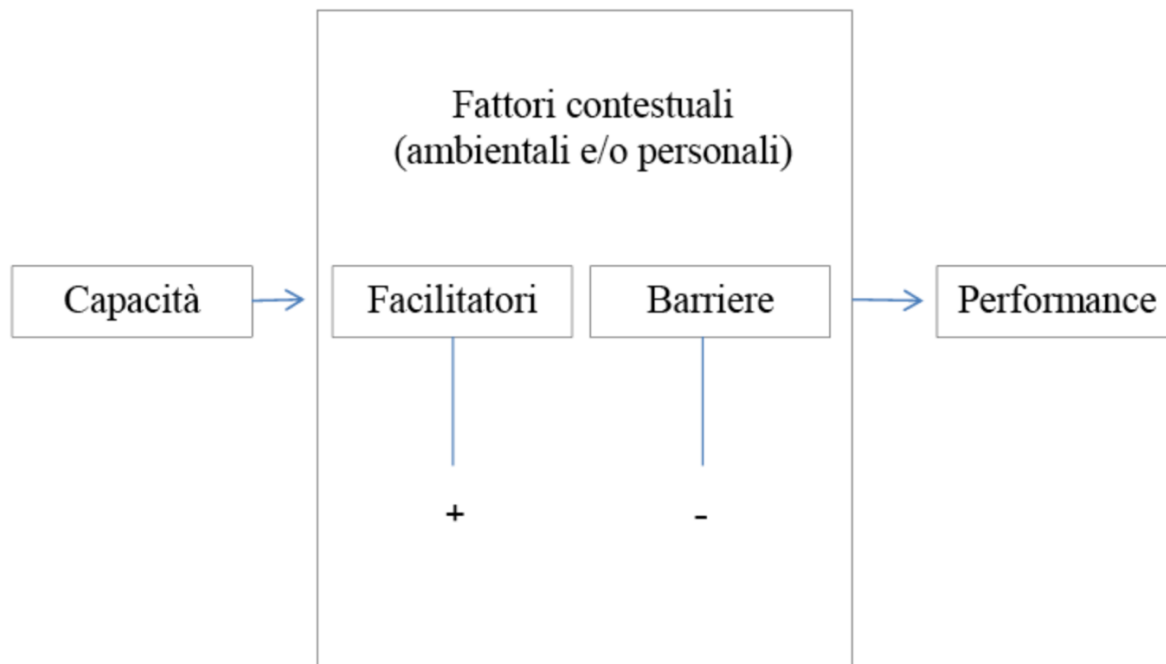 Fattori contestuali
(ambientali e/o personali)
Capacità
Facilitatori
Barriere
Performance
+
-